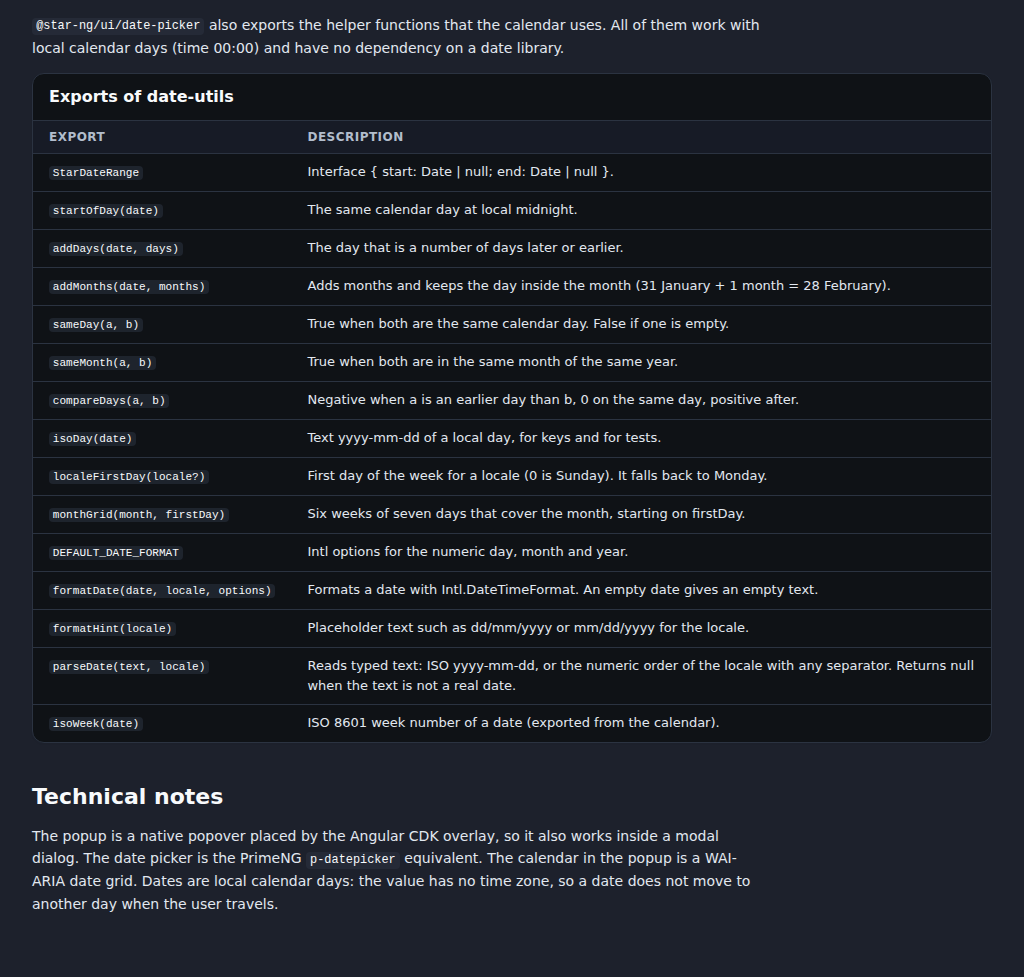 @star-ng/ui/date-picker also exports the helper functions that the calendar uses. All of them work with
local calendar days (time 00:00) and have no dependency on a date library.
Exports of date-utils
EXPORT DESCRIPTION
StarDateRange Interface { start: Date | null; end: Date | null }.
startOfDay(date) The same calendar day at local midnight.
addDays(date, days) The day that is a number of days later or earlier.
addMonths(date, months) Adds months and keeps the day inside the month (31 January + 1 month = 28 February).
sameDay(a, b) True when both are the same calendar day. False if one is empty.
sameMonth(a, b) True when both are in the same month of the same year.
compareDays(a, b) Negative when a is an earlier day than b, 0 on the same day, positive after.
isoDay(date) Text yyyy-mm-dd of a local day, for keys and for tests.
localeFirstDay(locale?) First day of the week for a locale (0 is Sunday). It falls back to Monday.
monthGrid(month, firstDay) Six weeks of seven days that cover the month, starting on firstDay.
DEFAULT_DATE_FORMAT Intl options for the numeric day, month and year.
formatDate(date, locale, options) Formats a date with Intl.DateTimeFormat. An empty date gives an empty text.
formatHint(locale) Placeholder text such as dd/mm/yyyy or mm/dd/yyyy for the locale.
parseDate(text, locale) Reads typed text: ISO yyyy-mm-dd, or the numeric order of the locale with any separator. Returns null
when the text is not a real date.
isoWeek(date) ISO 8601 week number of a date (exported from the calendar).
Technical notes
The popup is a native popover placed by the Angular CDK overlay, so it also works inside a modal
dialog. The date picker is the PrimeNG p-datepicker equivalent. The calendar in the popup is a WAI-
ARIA date grid. Dates are local calendar days: the value has no time zone, so a date does not move to
another day when the user travels.